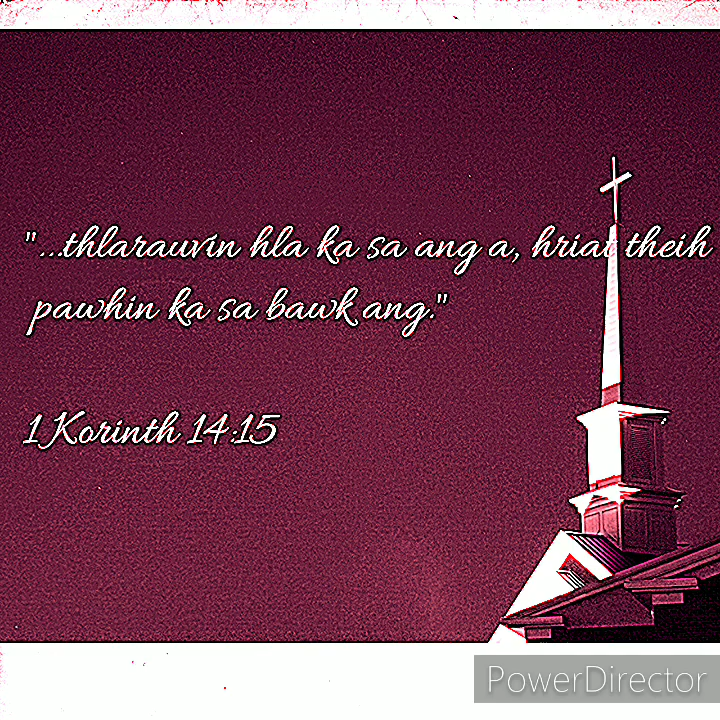 "...thlarauvin hla ka sa ang a, hriat theih
pawhin ka sa bawk ang."
1 Korinth 14:15
PowerDirector